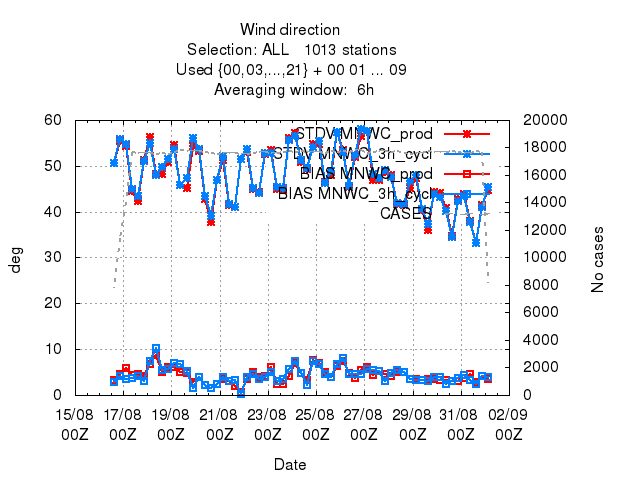 Wind direction
Selection: ALL   1013 stations
Used {00,03,...,21} + 00 01 ... 09
Averaging window:  6h
60 50 40 30 20 10 0
deg
20000 18000 16000 14000 12000 10000 8000 6000 4000 2000 0
No cases
STDV MNWC_prod
STDV MNWC_3h_cycl
BIAS MNWC_prod
BIAS MNWC_3h_cycl
CASES
15/08 17/08 19/08 21/08 23/08 25/08 27/08 29/08 31/08 02/09
00Z 00Z 00Z 00Z 00Z 00Z 00Z 00Z 00Z 00Z
Date